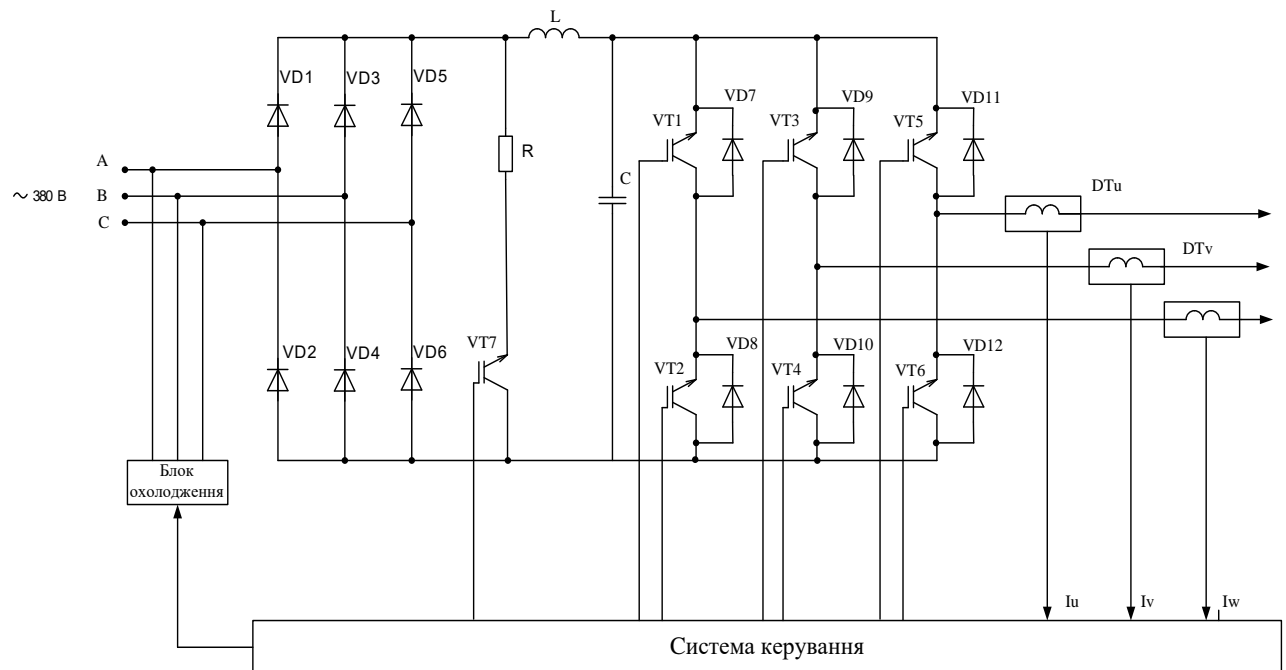 L
VD1
VD3
VD5
VD7
VD9
VD11
VT1
VT3
VT5
R
C
A
~ 380 В
B
C
DTu
DTv
VT7
VD2
VD4
VD6
VD8
VD10
VD12
VT2
VT4
VT6
Блок
охолодження
Iu
Iv
Iw
Система керування